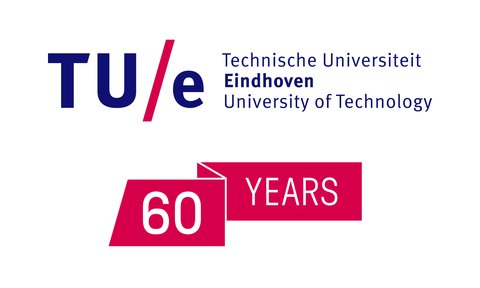 TU/e
Technische Universiteit
Eindhoven
University of Technology
60 YEARS